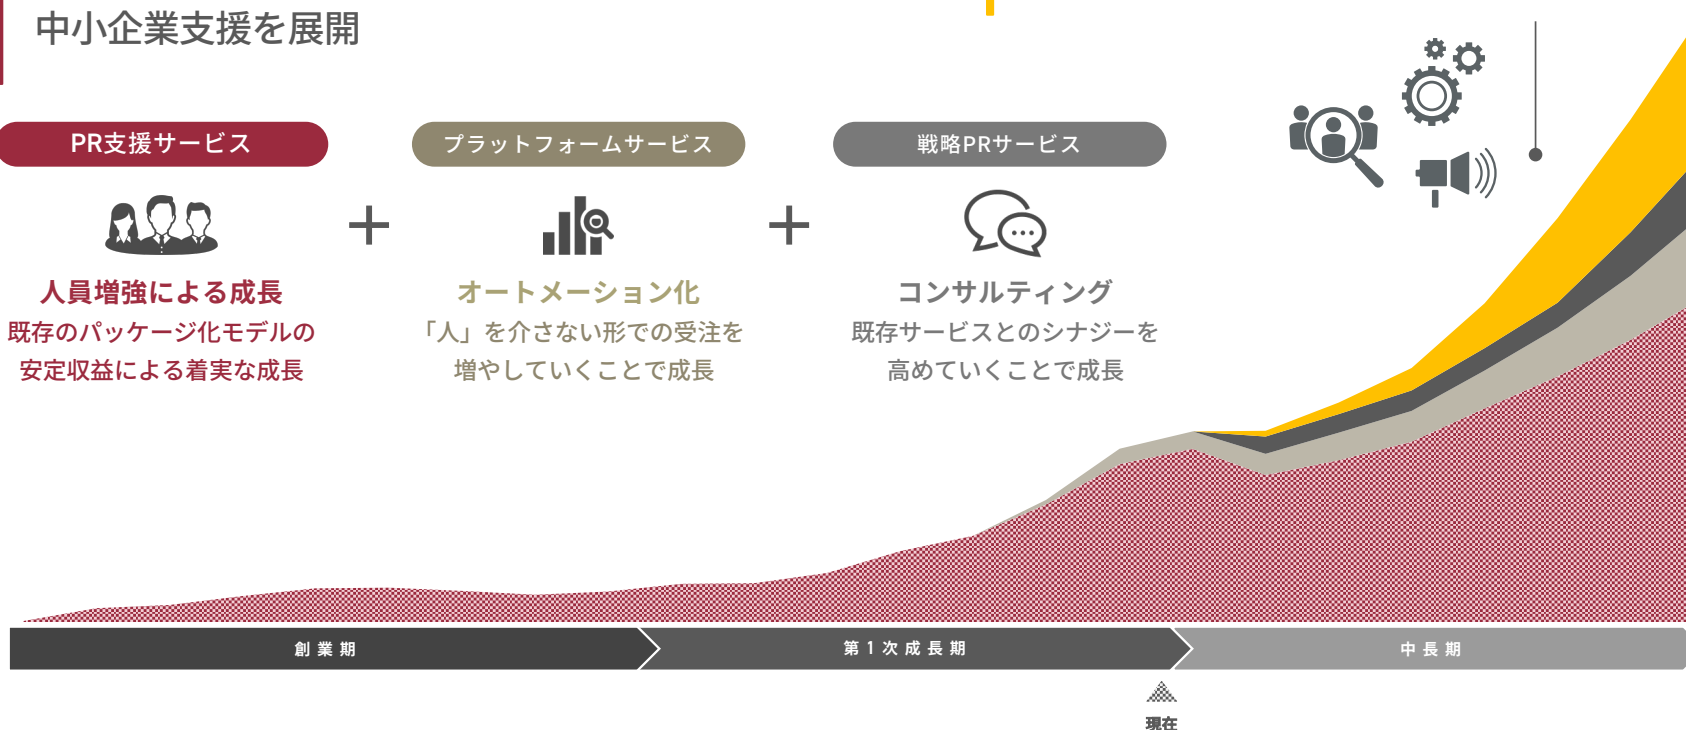 中小企業支援を展開
PR支援サービス
人員増強による成長
既存のパッケージ化モデルの
安定収益による着実な成長
＋
プラットフォームサービス
オートメーション化
「人」を介さない形での受注を
増やしていくことで成長
＋
戦略PRサービス
コンサルティング
既存サービスとのシナジーを
高めていくことで成長
創業期
第1次成長期
中長期
現在